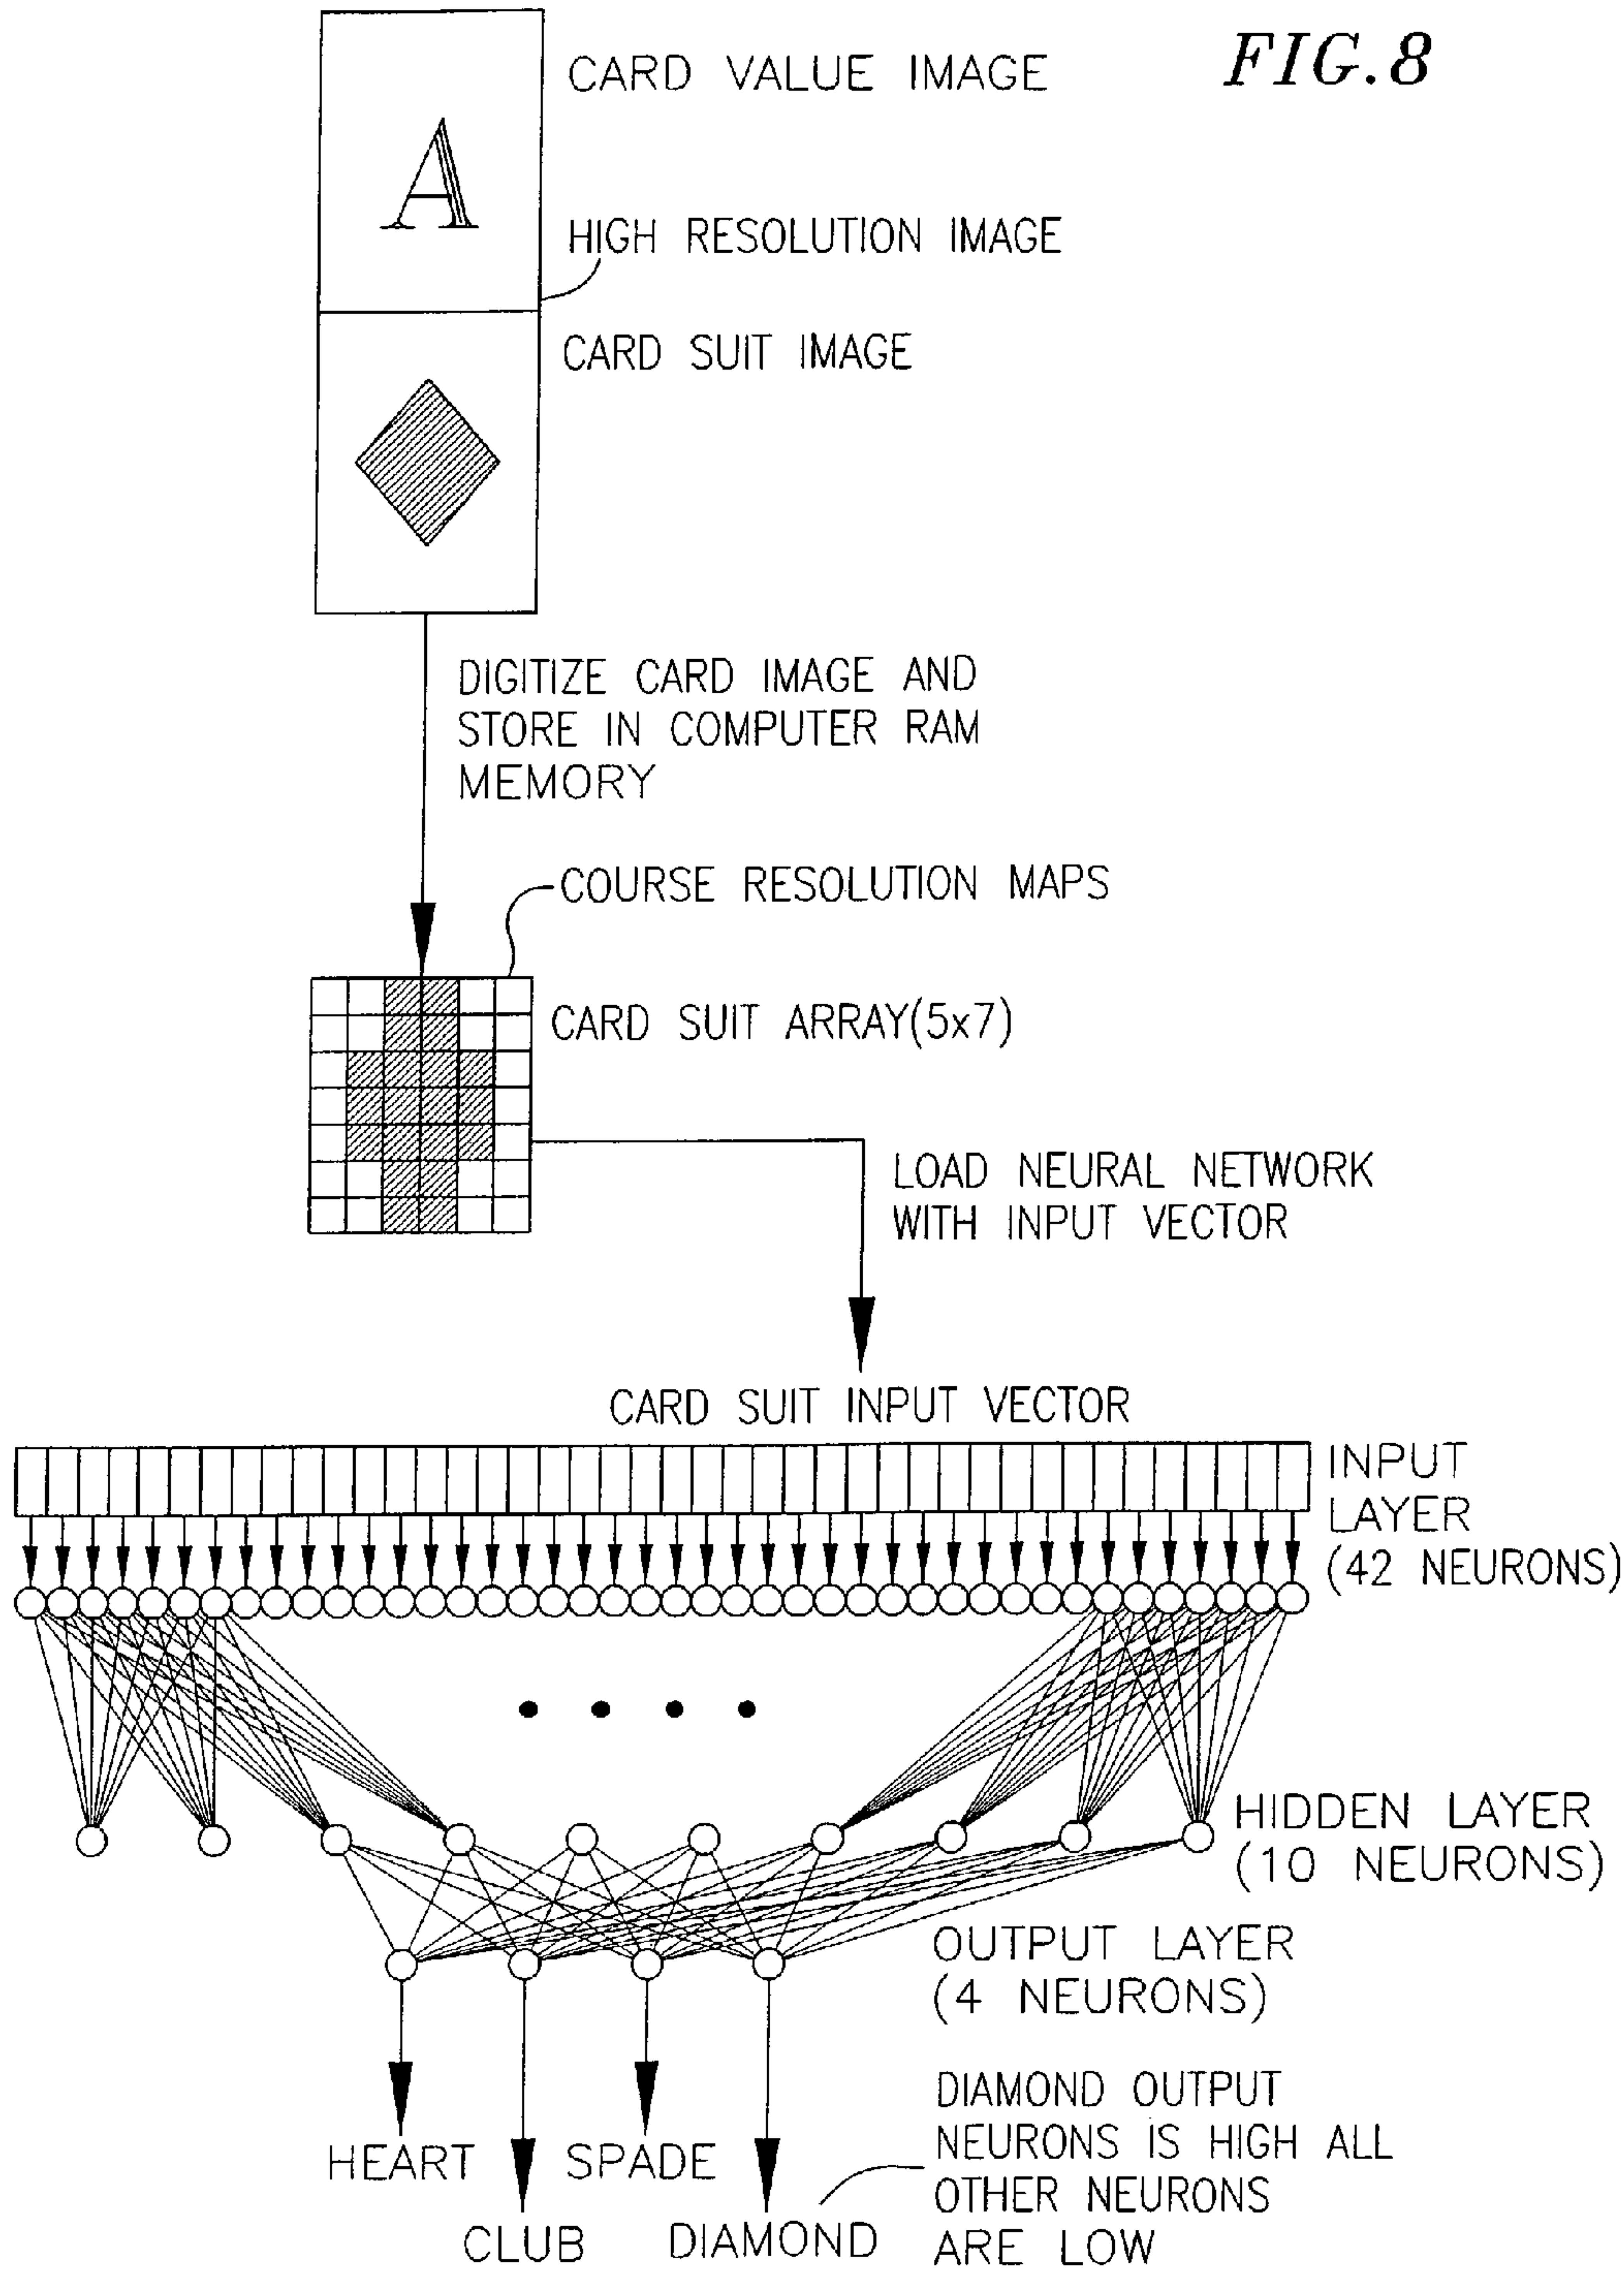 FIG.8
CARD VALUE IMAGE
A
HIGH RESOLUTION IMAGE
CARD SUIT IMAGE
DIGITIZE CARD IMAGE AND
STORE IN COMPUTER RAM
MEMORY
COURSE RESOLUTION MAPS
CARD SUIT ARRAY(5x7)
LOAD NEURAL NETWORK
WITH INPUT VECTOR
CARD SUIT INPUT VECTOR
INPUT
LAYER
(42 NEURONS)
HIDDEN LAYER
(10 NEURONS)
OUTPUT LAYER
(4 NEURONS)
HEART
SPADE
CLUB
DIAMOND
DIAMOND OUTPUT
NEURONS IS HIGH ALL
OTHER NEURONS
ARE LOW